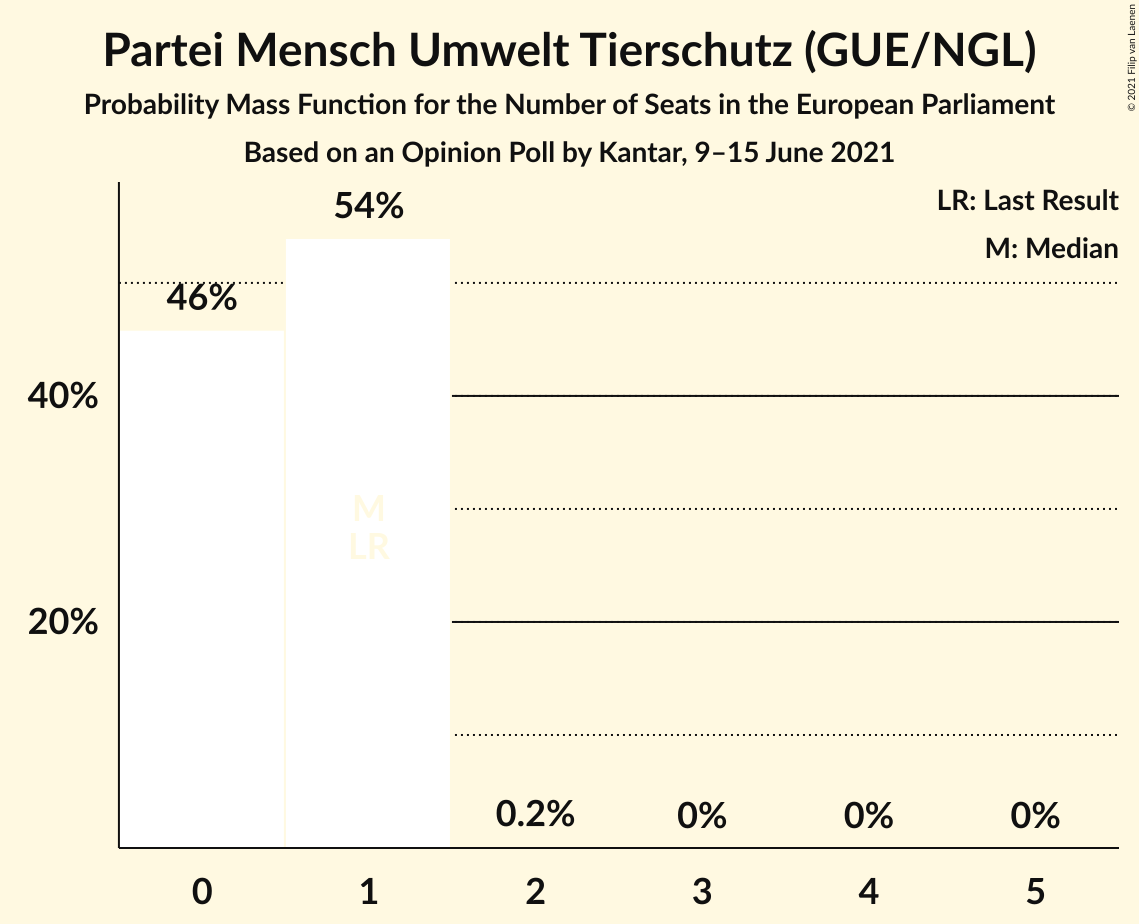 Partei Mensch Umwelt Tierschutz (GUE/NGL)
Probability Mass Function for the Number of Seats in the European Parliament
Based on an Opinion Poll by Kantar, 9–15 June 2021
© 2021 Filip van Laenen
LR: Last Result
M: Median
54%
46%
40%
M
LR
20%
0.2%
0%
0%
0%
0
1
2
3
4
5